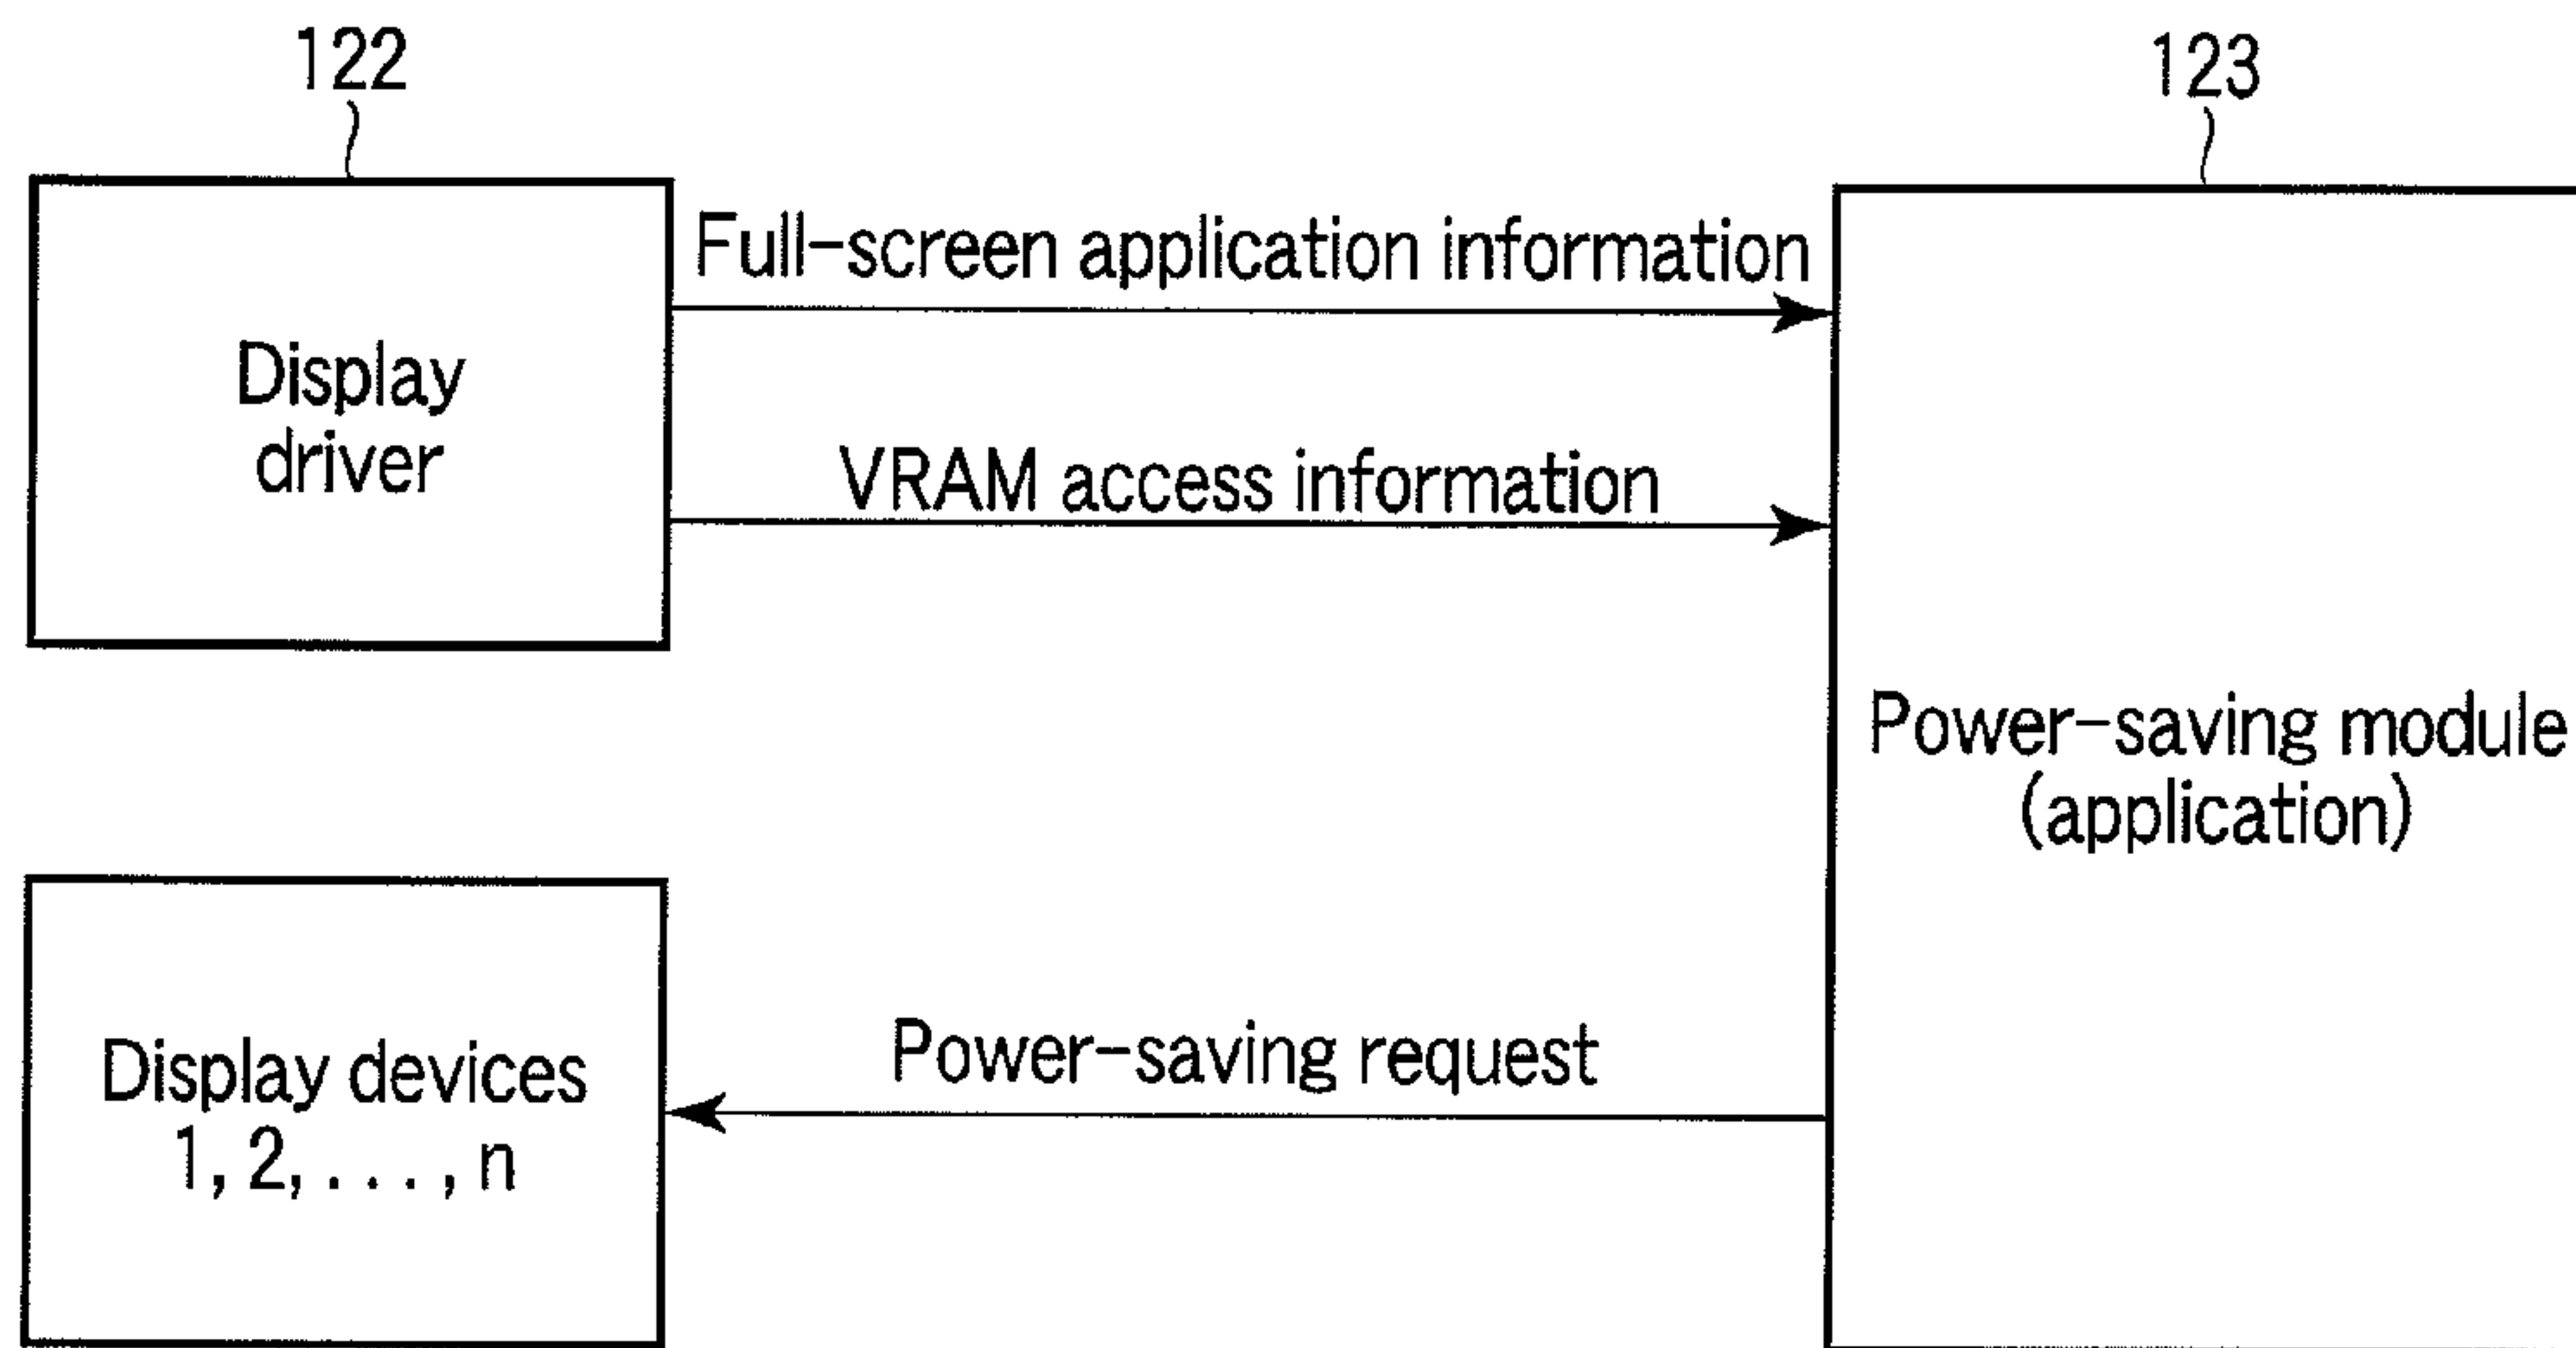 122
123
Full-screen application information
Display
driver
VRAM access information
Power-saving module
(application)
Power-saving request
Display devices
1, 2, . . . , n